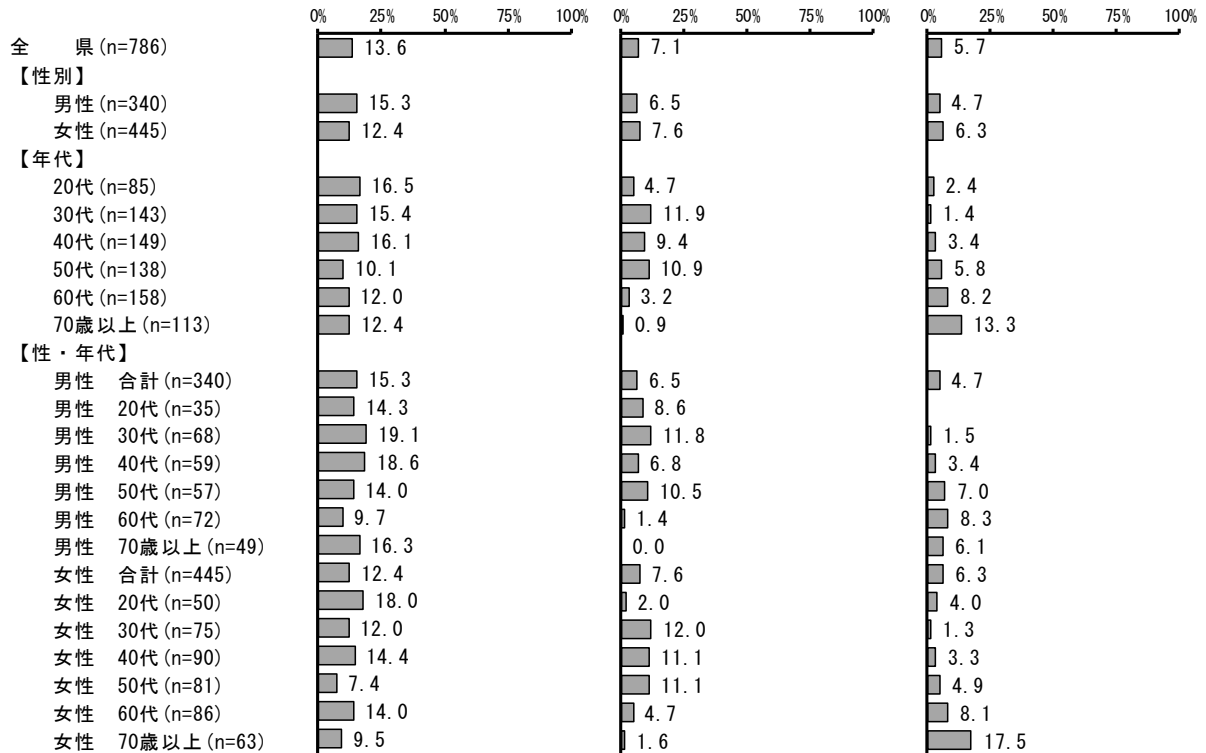 0% 25% 50% 75% 100% 0% 25% 50% 75% 100% 0% 25% 50% 75% 100%
全　　県(n=786) 13.6 7.1 5.7
【性別】
男性(n=340) 15.3 6.5 4.7
女性(n=445) 12.4 7.6 6.3
【年代】
20代(n=85) 16.5 4.7 2.4
30代(n=143) 15.4 11.9 1.4
40代(n=149) 16.1 9.4 3.4
50代(n=138) 10.1 10.9 5.8
60代(n=158) 12.0 3.2 8.2
70歳以上(n=113) 12.4 0.9 13.3
【性・年代】
男性　合計(n=340) 15.3 6.5 4.7
男性　20代(n=35) 14.3 8.6
男性　30代(n=68) 19.1 11.8 1.5
男性　40代(n=59) 18.6 6.8 3.4
男性　50代(n=57) 14.0 10.5 7.0
男性　60代(n=72) 9.7 1.4 8.3
男性　70歳以上(n=49) 16.3 0.0 6.1
女性　合計(n=445) 12.4 7.6 6.3
女性　20代(n=50) 18.0 2.0 4.0
女性　30代(n=75) 12.0 12.0 1.3
女性　40代(n=90) 14.4 11.1 3.3
女性　50代(n=81) 7.4 11.1 4.9
女性　60代(n=86) 14.0 4.7 8.1
女性　70歳以上(n=63) 9.5 1.6 17.5